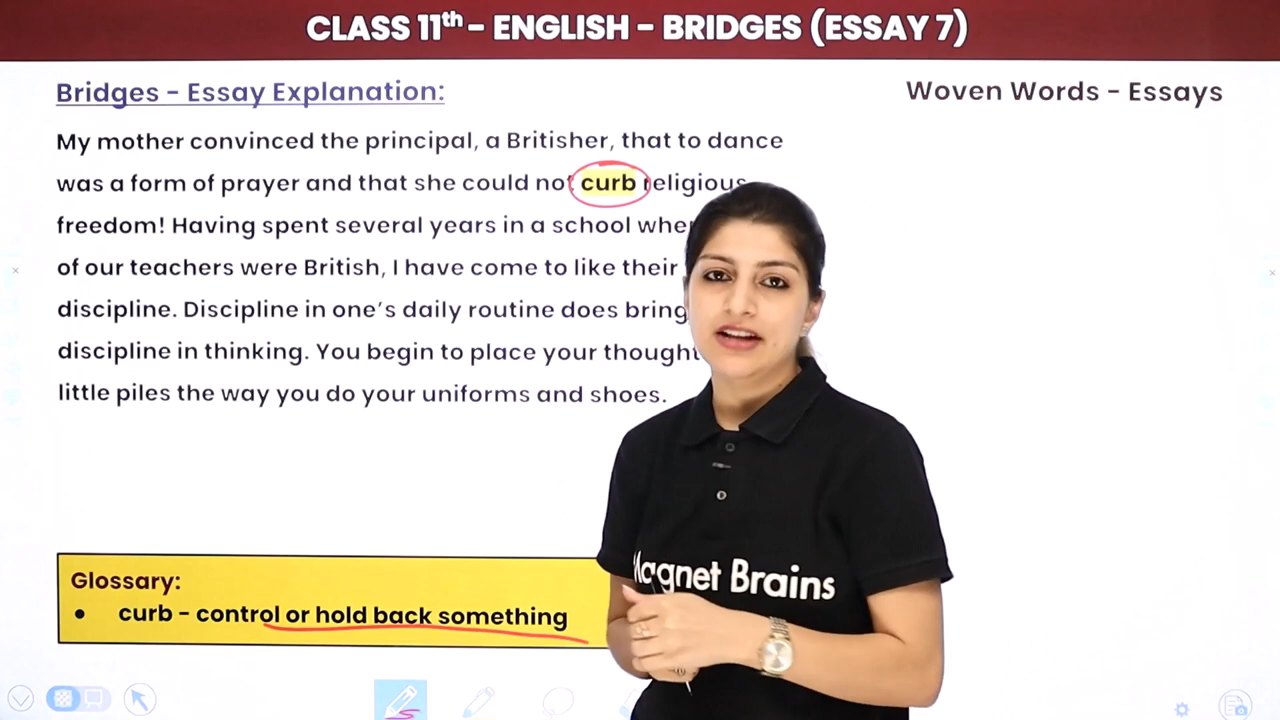 CLASS 11th - ENGLISH - BRIDGES (ESSAY 7)
Bridges - Essay Explanation:
Woven Words - Essays
My mother convinced the principal, a Britisher, that to dance
was a form of prayer and that she could not curb religious
freedom! Having spent several years in a school
of our teachers were British, I have come to like their
discipline. Discipline in one's daily routine does bring
discipline in thinking. You begin to place your
little piles the way you do your uniforms and shoes.
Glossary:
• curb - control or hold back something
Magnet Brains